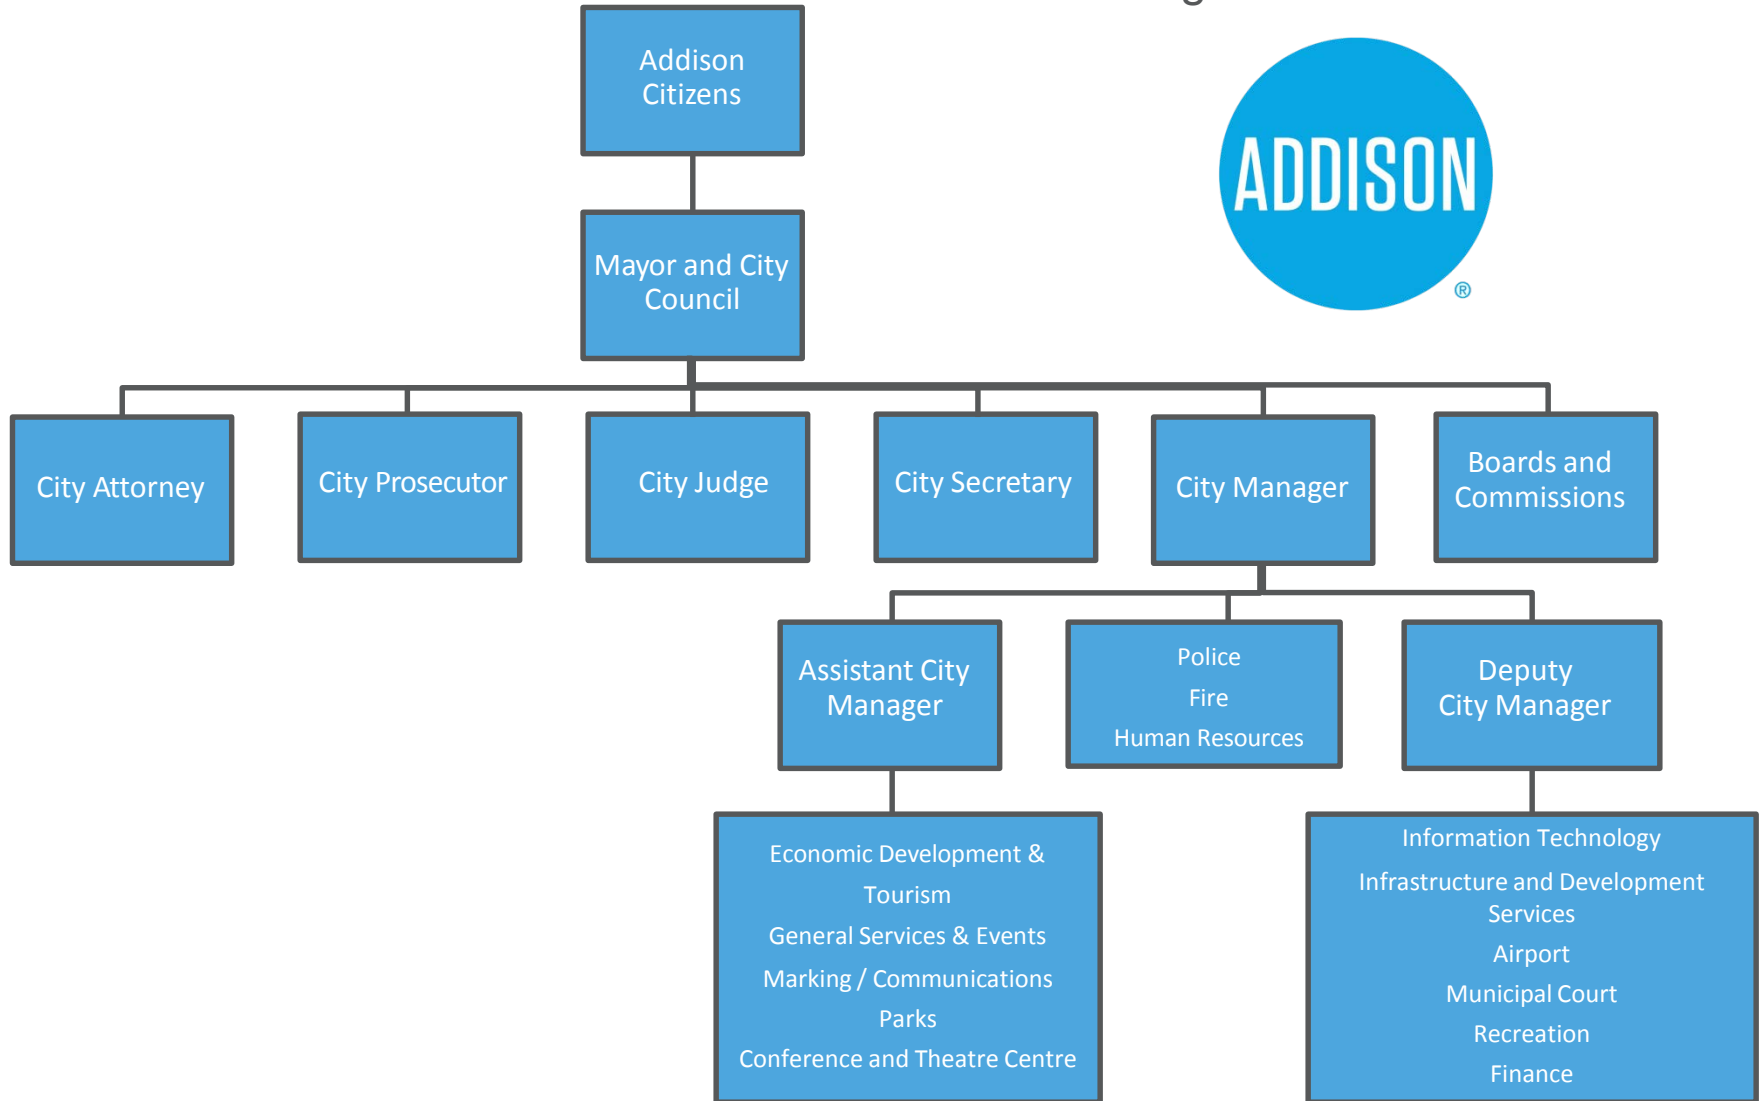 Addison
Citizens
ADDISON
®
Mayor and City
Council
City Attorney
City Prosecutor
City Judge
City Secretary
City Manager
Boards and
Commissions
Assistant City
Manager
Police
Fire
Human Resources
Deputy
City Manager
Economic Development &
Tourism
General Services & Events
Marking / Communications
Parks
Conference and Theatre Centre
Information Technology
Infrastructure and Development
Services
Airport
Municipal Court
Recreation
Finance